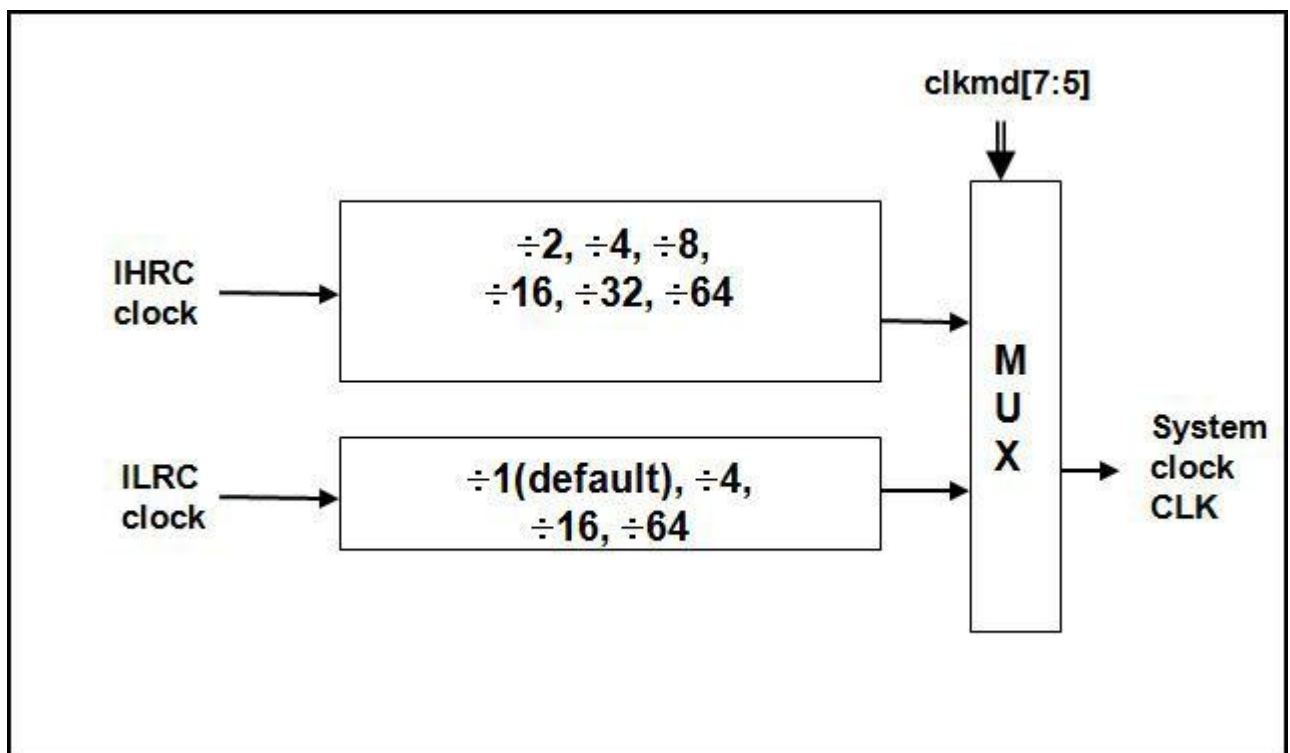 clkmd[7:5]
IHRC
clock
÷2, ÷4, ÷8,
÷16, ÷32, ÷64
ILRC
clock
÷1(default), ÷4,
÷16, ÷64
M
U
X
System
clock
CLK